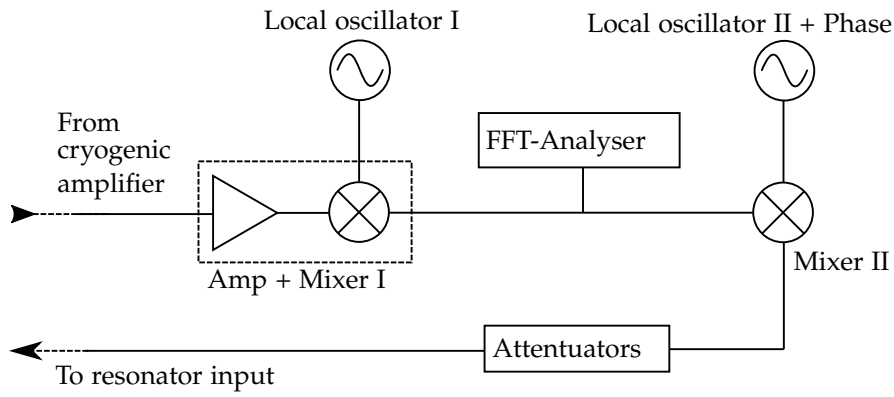 Local oscillator I
Local oscillator II + Phase
From
cryogenic
amplifier
FFT-Analyser
Amp + Mixer I
Mixer II
Attentuators
To resonator input